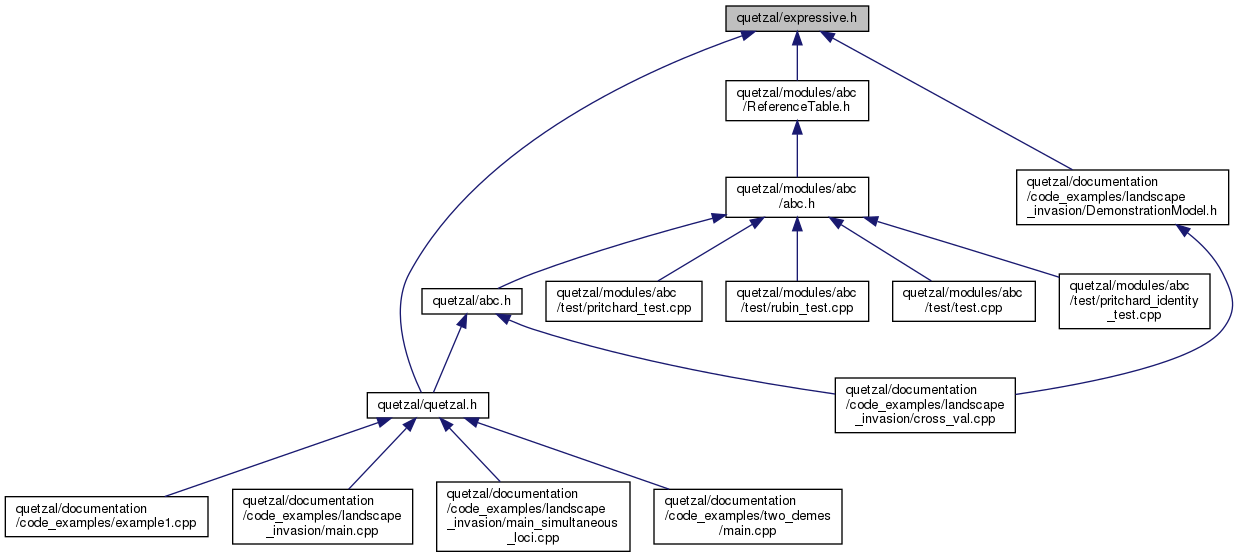 quetzal/expressive.h
quetzal/modules/abc
/ReferenceTable.h
quetzal/modules/abc
/abc.h
quetzal/documentation
/code_examples/landscape
_invasion/DemonstrationModel.h
quetzal/abc.h
quetzal/modules/abc
/test/pritchard_test.cpp
quetzal/modules/abc
/test/rubin_test.cpp
quetzal/modules/abc
/test/test.cpp
quetzal/modules/abc
/test/pritchard_identity
_test.cpp
quetzal/quetzal.h
quetzal/documentation
/code_examples/landscape
_invasion/cross_val.cpp
quetzal/documentation
/code_examples/example1.cpp
quetzal/documentation
/code_examples/landscape
_invasion/main.cpp
quetzal/documentation
/code_examples/landscape
_invasion/main_simultaneous
_loci.cpp
quetzal/documentation
/code_examples/two_demes
/main.cpp